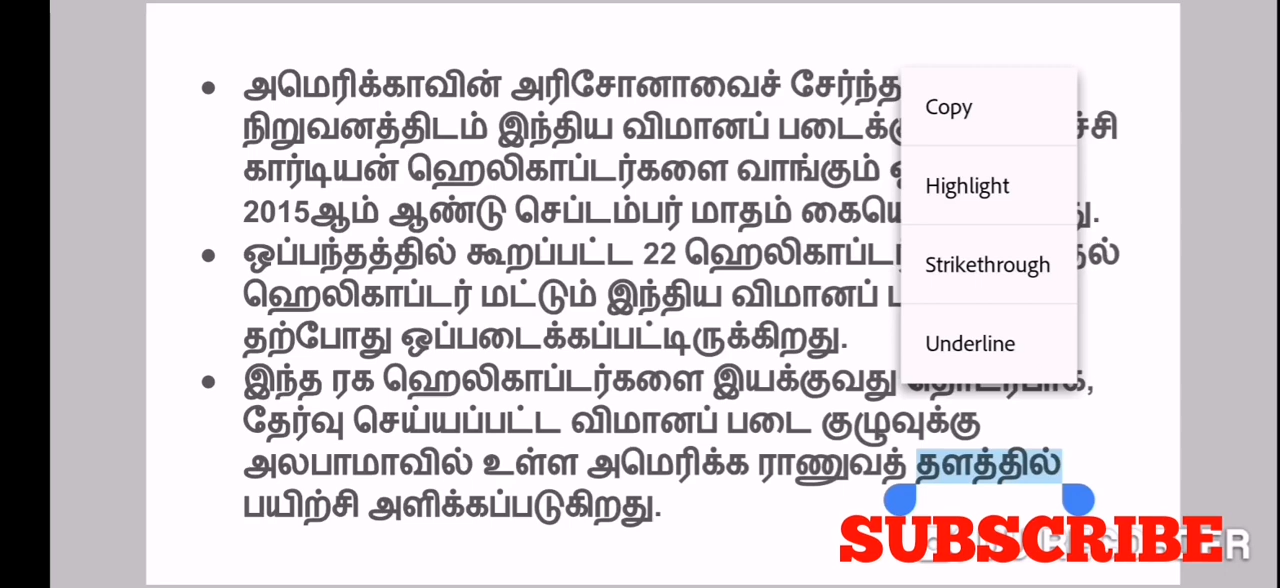 அமெரிக்காவின் அரிசோனாவைச் சேர்ந்த
நிறுவனத்திடம் இந்திய விமானப் படைக்கு
கார்டியன் ஹெலிகாப்டர்களை வாங்கும்
2015ஆம் ஆண்டு செப்டம்பர் மாதம்
ஒப்பந்தத்தில் கூறப்பட்ட 22
ஹெலிகாப்டர் மட்டும் இந்திய விமானப்
தற்போது ஒப்படைக்கப்பட்டிருக்கிறது.
இந்த ரக ஹெலிகாப்டர்களை இயக்குவது தொடர்பாக,
தேர்வு செய்யப்பட்ட விமானப் படை குழுவுக்கு
அலபாமாவில் உள்ள அமெரிக்க ராணுவத் தளத்தில்
பயிற்சி அளிக்கப்படுகிறது.
Copy
Highlight
Strikethrough
Underline
SUBSCRIBE